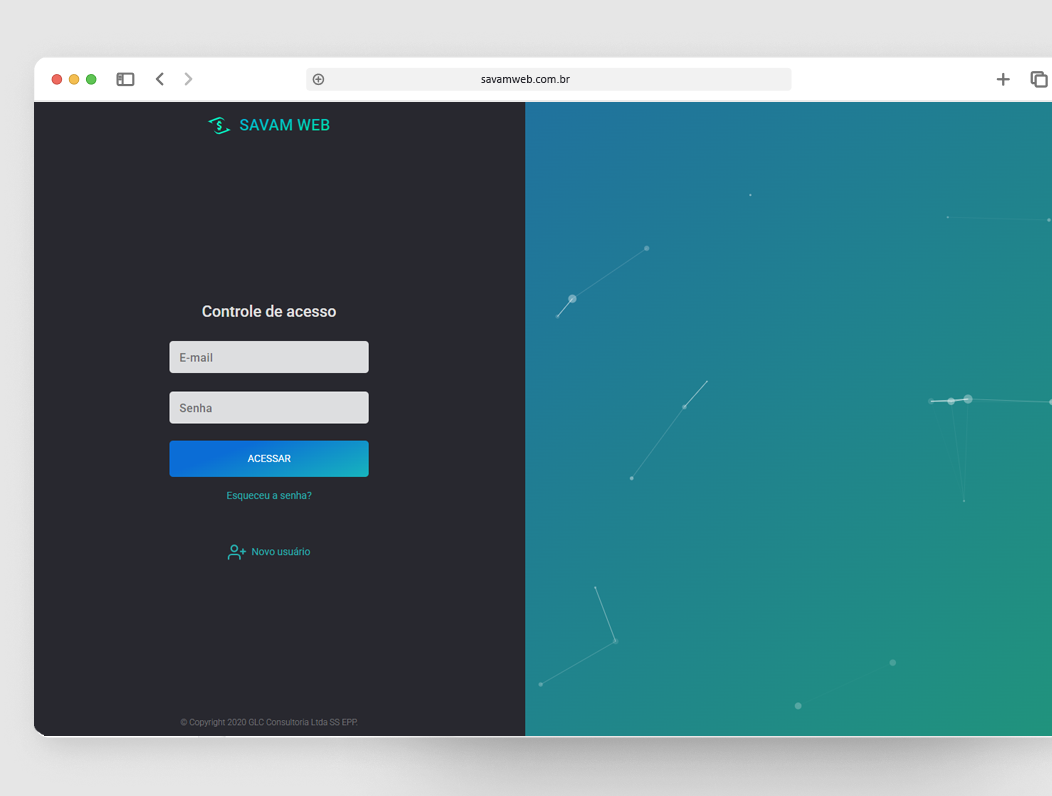 savamweb.com.br
SAVAM WEB
Controle de acesso
E-mail
Senha
ACESSAR
Esqueceu a senha?
Novo usuário
© Copyright 2020 GLC Consultoria Ltda SS EPP.